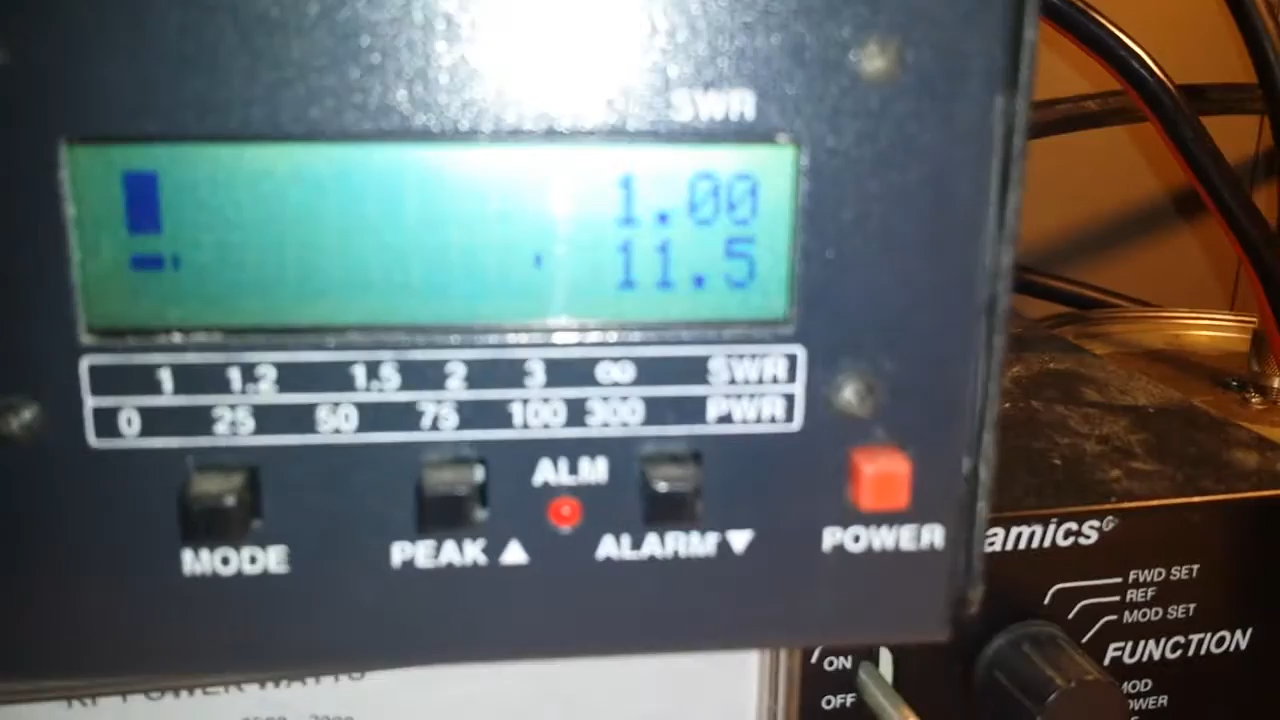 SWR
1.00
11.5
1 1.2 1.5 2 3 ∞ SWR
0 25 50 75 100 300 PWR
ALM
MODE
PEAK ▲
ALARM ▼
POWER
amics®
FWD SET
REF
MOD SET
FUNCTION
ON
OFF
MOD
RF POWER WATTS